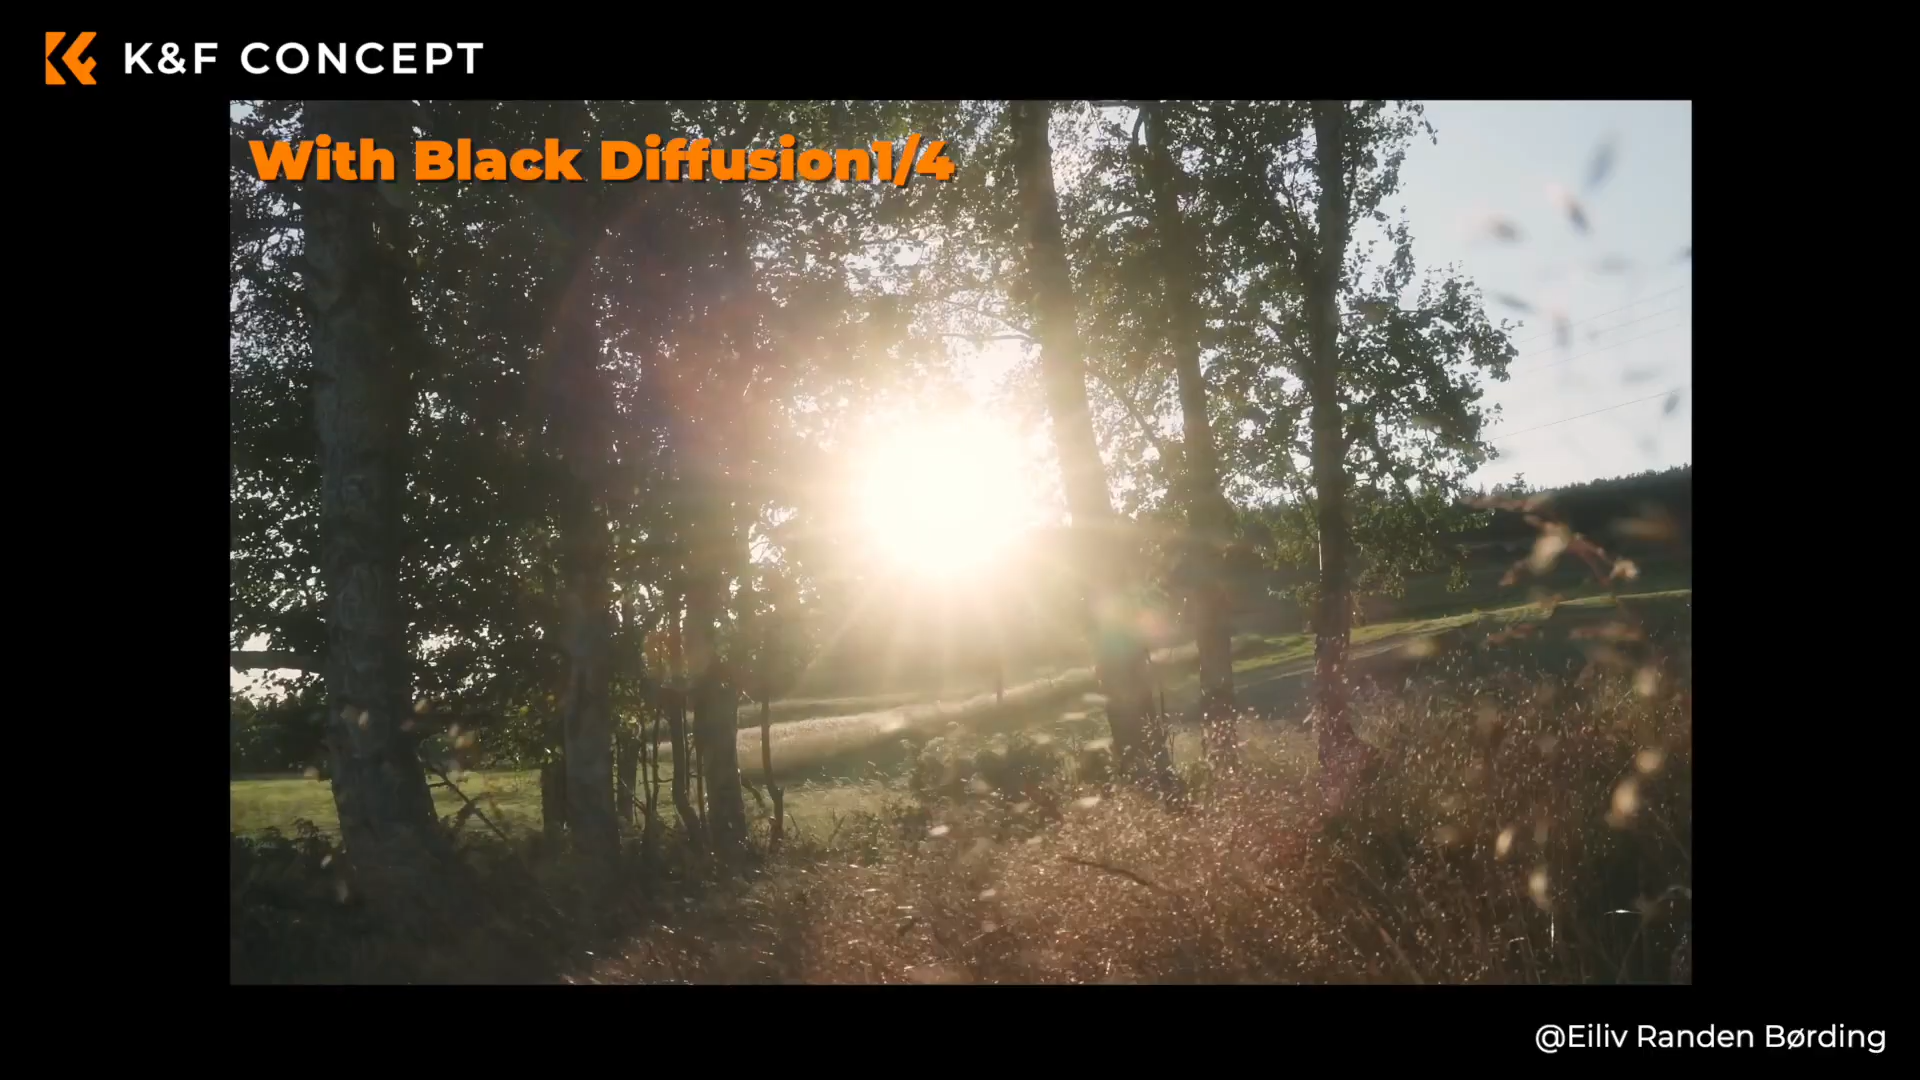 K&F CONCEPT
With Black Diffusion1/4
@Eiliv Randen Børding